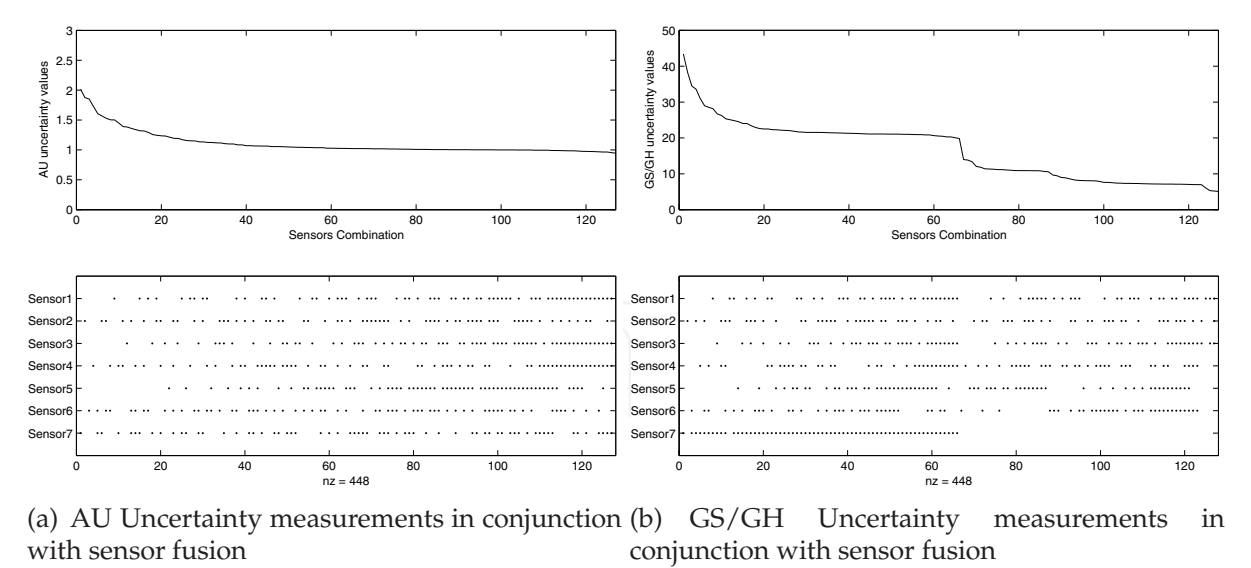 3
2.5
2
1.5
1
0.5
0
AU uncertainty values
0 20 40 60 80 100 120
Sensors Combination
50
40
30
20
10
0
GS/GH uncertainty values
0 20 40 60 80 100 120
Sensors Combination
Sensor1
Sensor2
Sensor3
Sensor4
Sensor5
Sensor6
Sensor7
0 20 40 60 80 100 120
nz = 448
Sensor1
Sensor2
Sensor3
Sensor4
Sensor5
Sensor6
Sensor7
0 20 40 60 80 100 120
nz = 448
(a) AU Uncertainty measurements in conjunction
with sensor fusion
(b) GS/GH Uncertainty measurements in
conjunction with sensor fusion